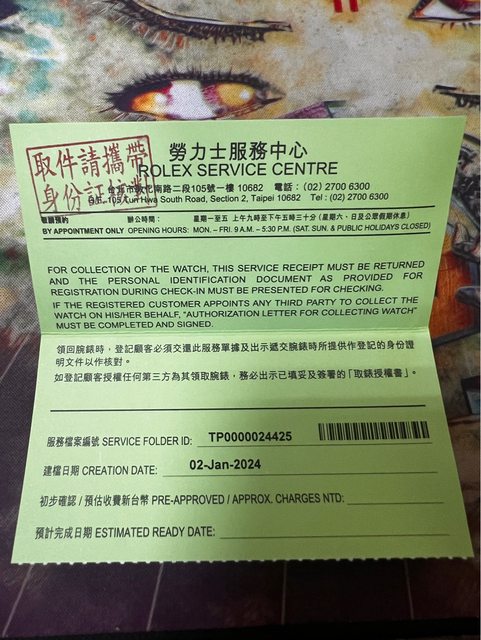 取件請攜帶
身份證核對
勞力士服務中心
ROLEX SERVICE CENTRE
台北市敦化南路二段105號一樓 10682 電話：(02) 2700 6300
G/F. 105 Tun Hwa South Road, Section 2, Taipei 10682 Tel : (02) 2700 6300
敬請預約 辦公時間： 星期一至五 上午九時至下午五時三十分（星期六、日及公眾假期休息）
BY APPOINTMENT ONLY OPENING HOURS: MON. – FRI. 9 A.M. – 5:30 P.M. (SAT. SUN. & PUBLIC HOLIDAYS CLOSED)
FOR COLLECTION OF THE WATCH, THIS SERVICE RECEIPT MUST BE RETURNED
AND THE PERSONAL IDENTIFICATION DOCUMENT AS PROVIDED FOR
REGISTRATION DURING CHECK-IN MUST BE PRESENTED FOR CHECKING.
IF THE REGISTERED CUSTOMER APPOINTS ANY THIRD PARTY TO COLLECT THE
WATCH ON HIS/HER BEHALF, “AUTHORIZATION LETTER FOR COLLECTING WATCH”
MUST BE COMPLETED AND SIGNED.
領回腕錶時，登記顧客必須交還此服務單據及出示遞交腕錶時所提供作登記的身份證
明文件以作核對。
如登記顧客授權任何第三方為其領取腕錶，務必出示已填妥及簽署的「取錶授權書」。
服務檔案編號 SERVICE FOLDER ID: TP0000024425
建檔日期 CREATION DATE: 02-Jan-2024
初步確認 / 預估收費新台幣 PRE-APPROVED / APPROX. CHARGES NTD:
預計完成日期 ESTIMATED READY DATE: